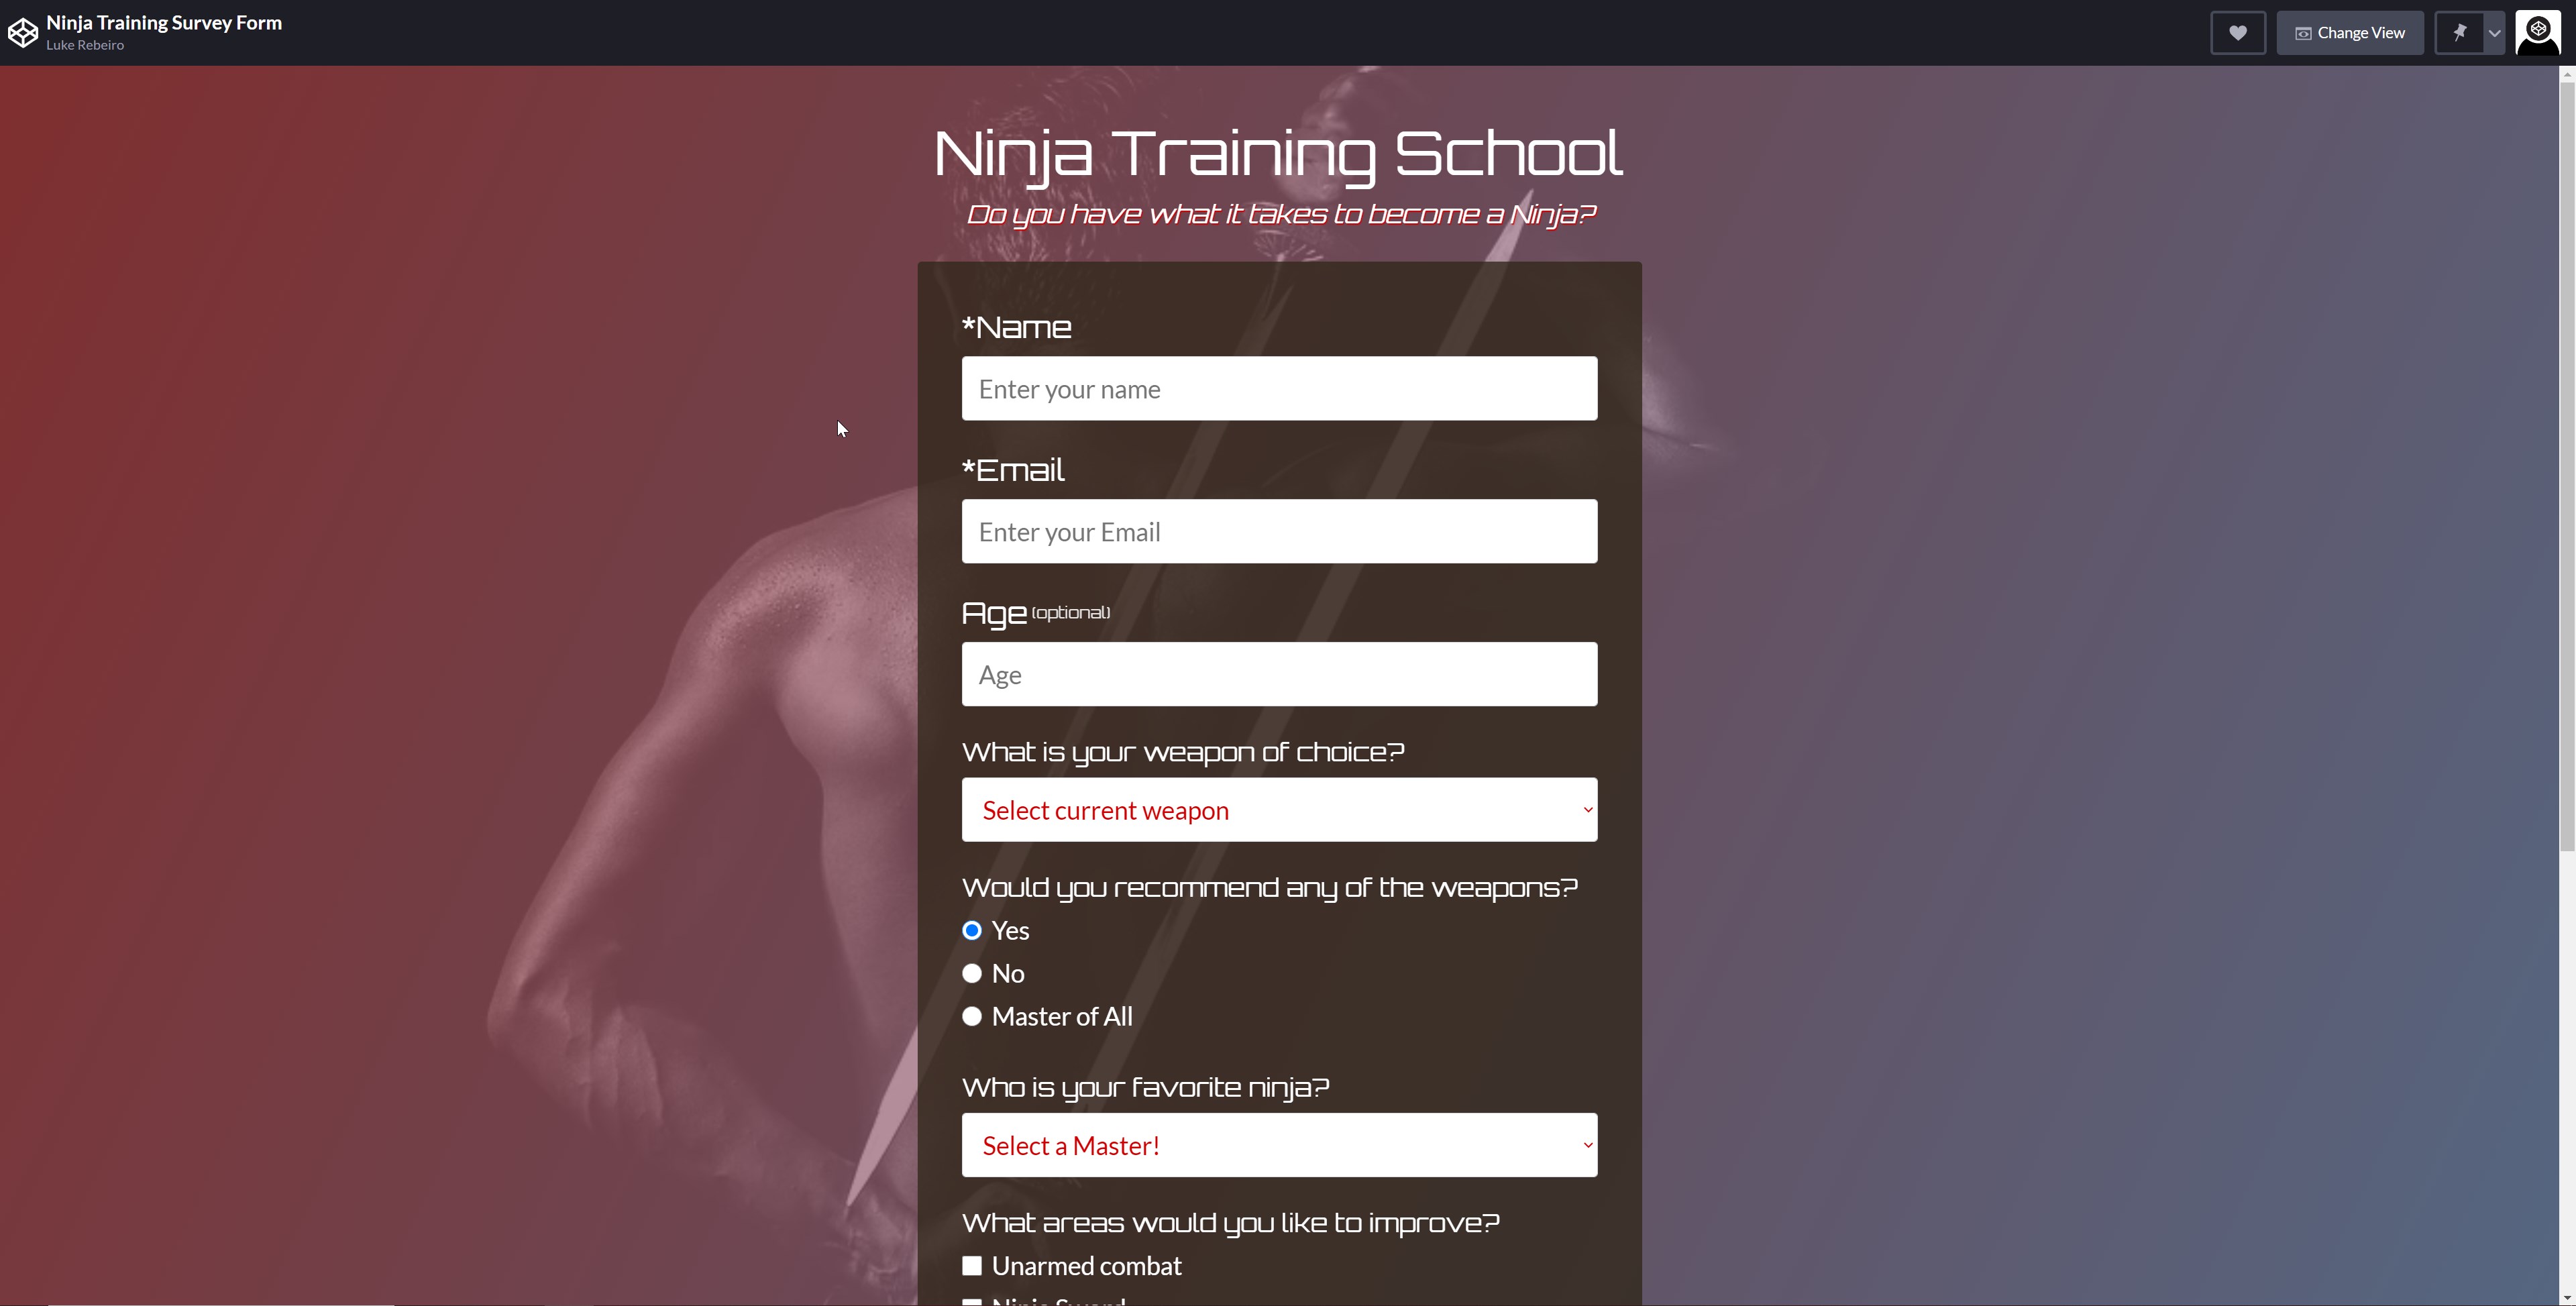 Ninja Training Survey Form
Luke Rebeiro
Change View
Ninja Training School
Do you have what it takes to become a Ninja?
*Name
Enter your name
*Email
Enter your Email
Age (optional)
Age
What is your weapon of choice?
Select current weapon
Would you recommend any of the weapons?
Yes
No
Master of All
Who is your favorite ninja?
Select a Master!
What areas would you like to improve?
Unarmed combat
Ninja Sword